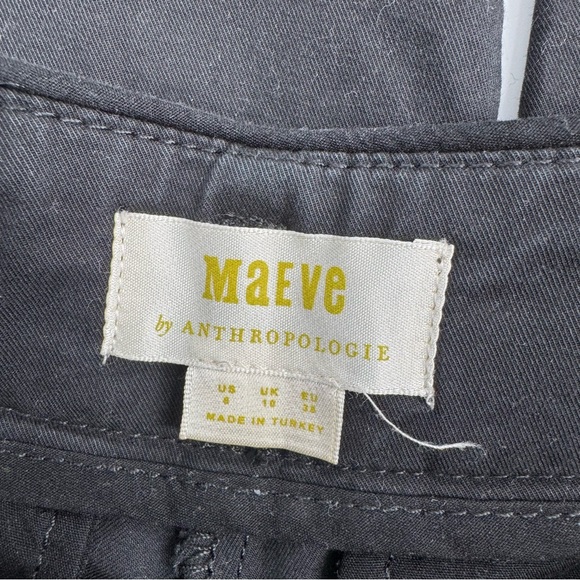 MaEVe
by ANTHROPOLOGIE
US UK EU
6 10 38
MADE IN TURKEY